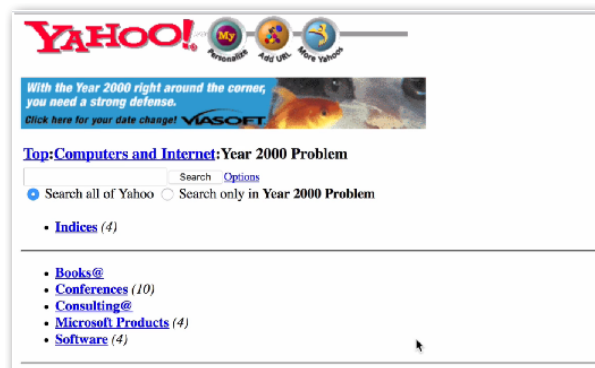 YAHOO!
My
Personalize
Add URL
More Yahoos
With the Year 2000 right around the corner,
you need a strong defense.
Click here for your date change! VIASOFT
Top:Computers and Internet:Year 2000 Problem
Search Options
Search all of Yahoo Search only in Year 2000 Problem
Indices (4)
Books@
Conferences (10)
Consulting@
Microsoft Products (4)
Software (4)